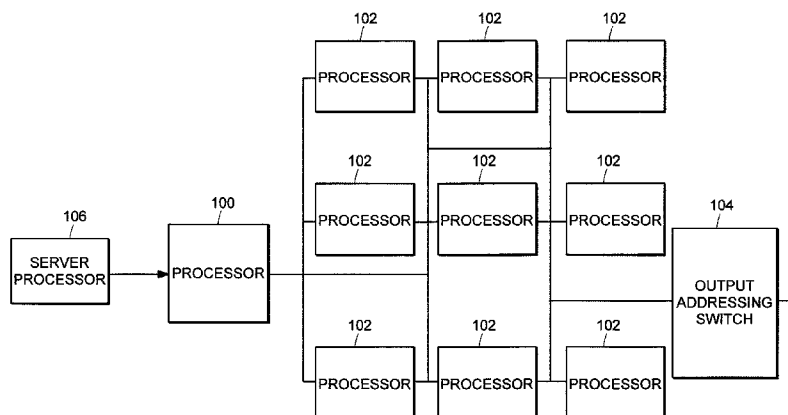 102
102
102
PROCESSOR
PROCESSOR
PROCESSOR
102
102
102
PROCESSOR
PROCESSOR
PROCESSOR
106
SERVER
PROCESSOR
100
PROCESSOR
104
OUTPUT
ADDRESSING
SWITCH
102
102
102
PROCESSOR
PROCESSOR
PROCESSOR